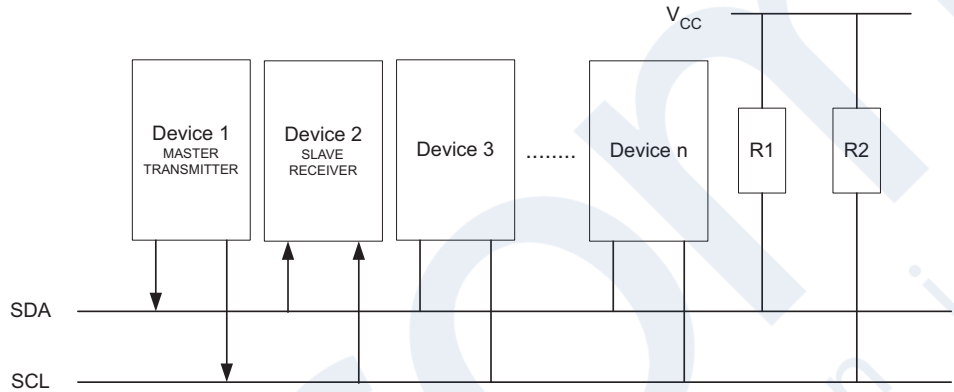 VCC
Device 1
MASTER
TRANSMITTER
Device 2
SLAVE
RECEIVER
Device 3
........
Device n
R1
R2
SDA
SCL